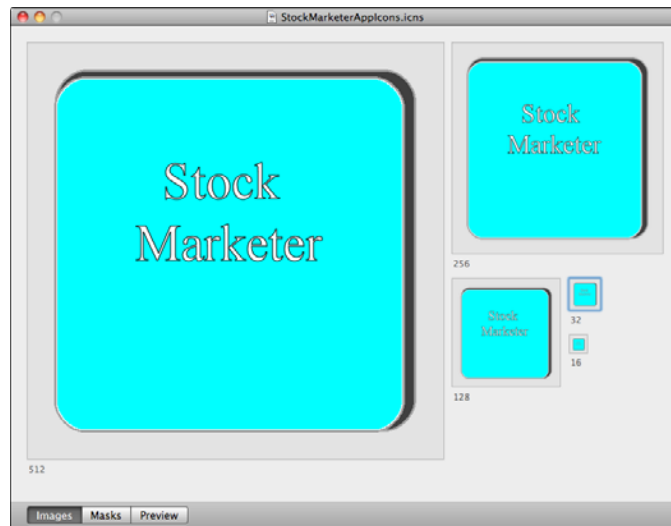 StockMarketerAppIcons.icns
Stock
Marketer
512
Stock
Marketer
256
Stock
Marketer
128
32
16
Images Masks Preview